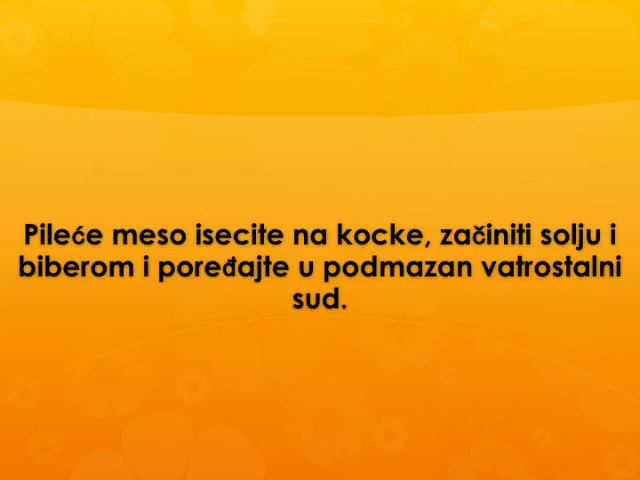 Pileće meso isecite na kocke, začiniti solju i
biberom i poređajte u podmazan vatrostalni
sud.